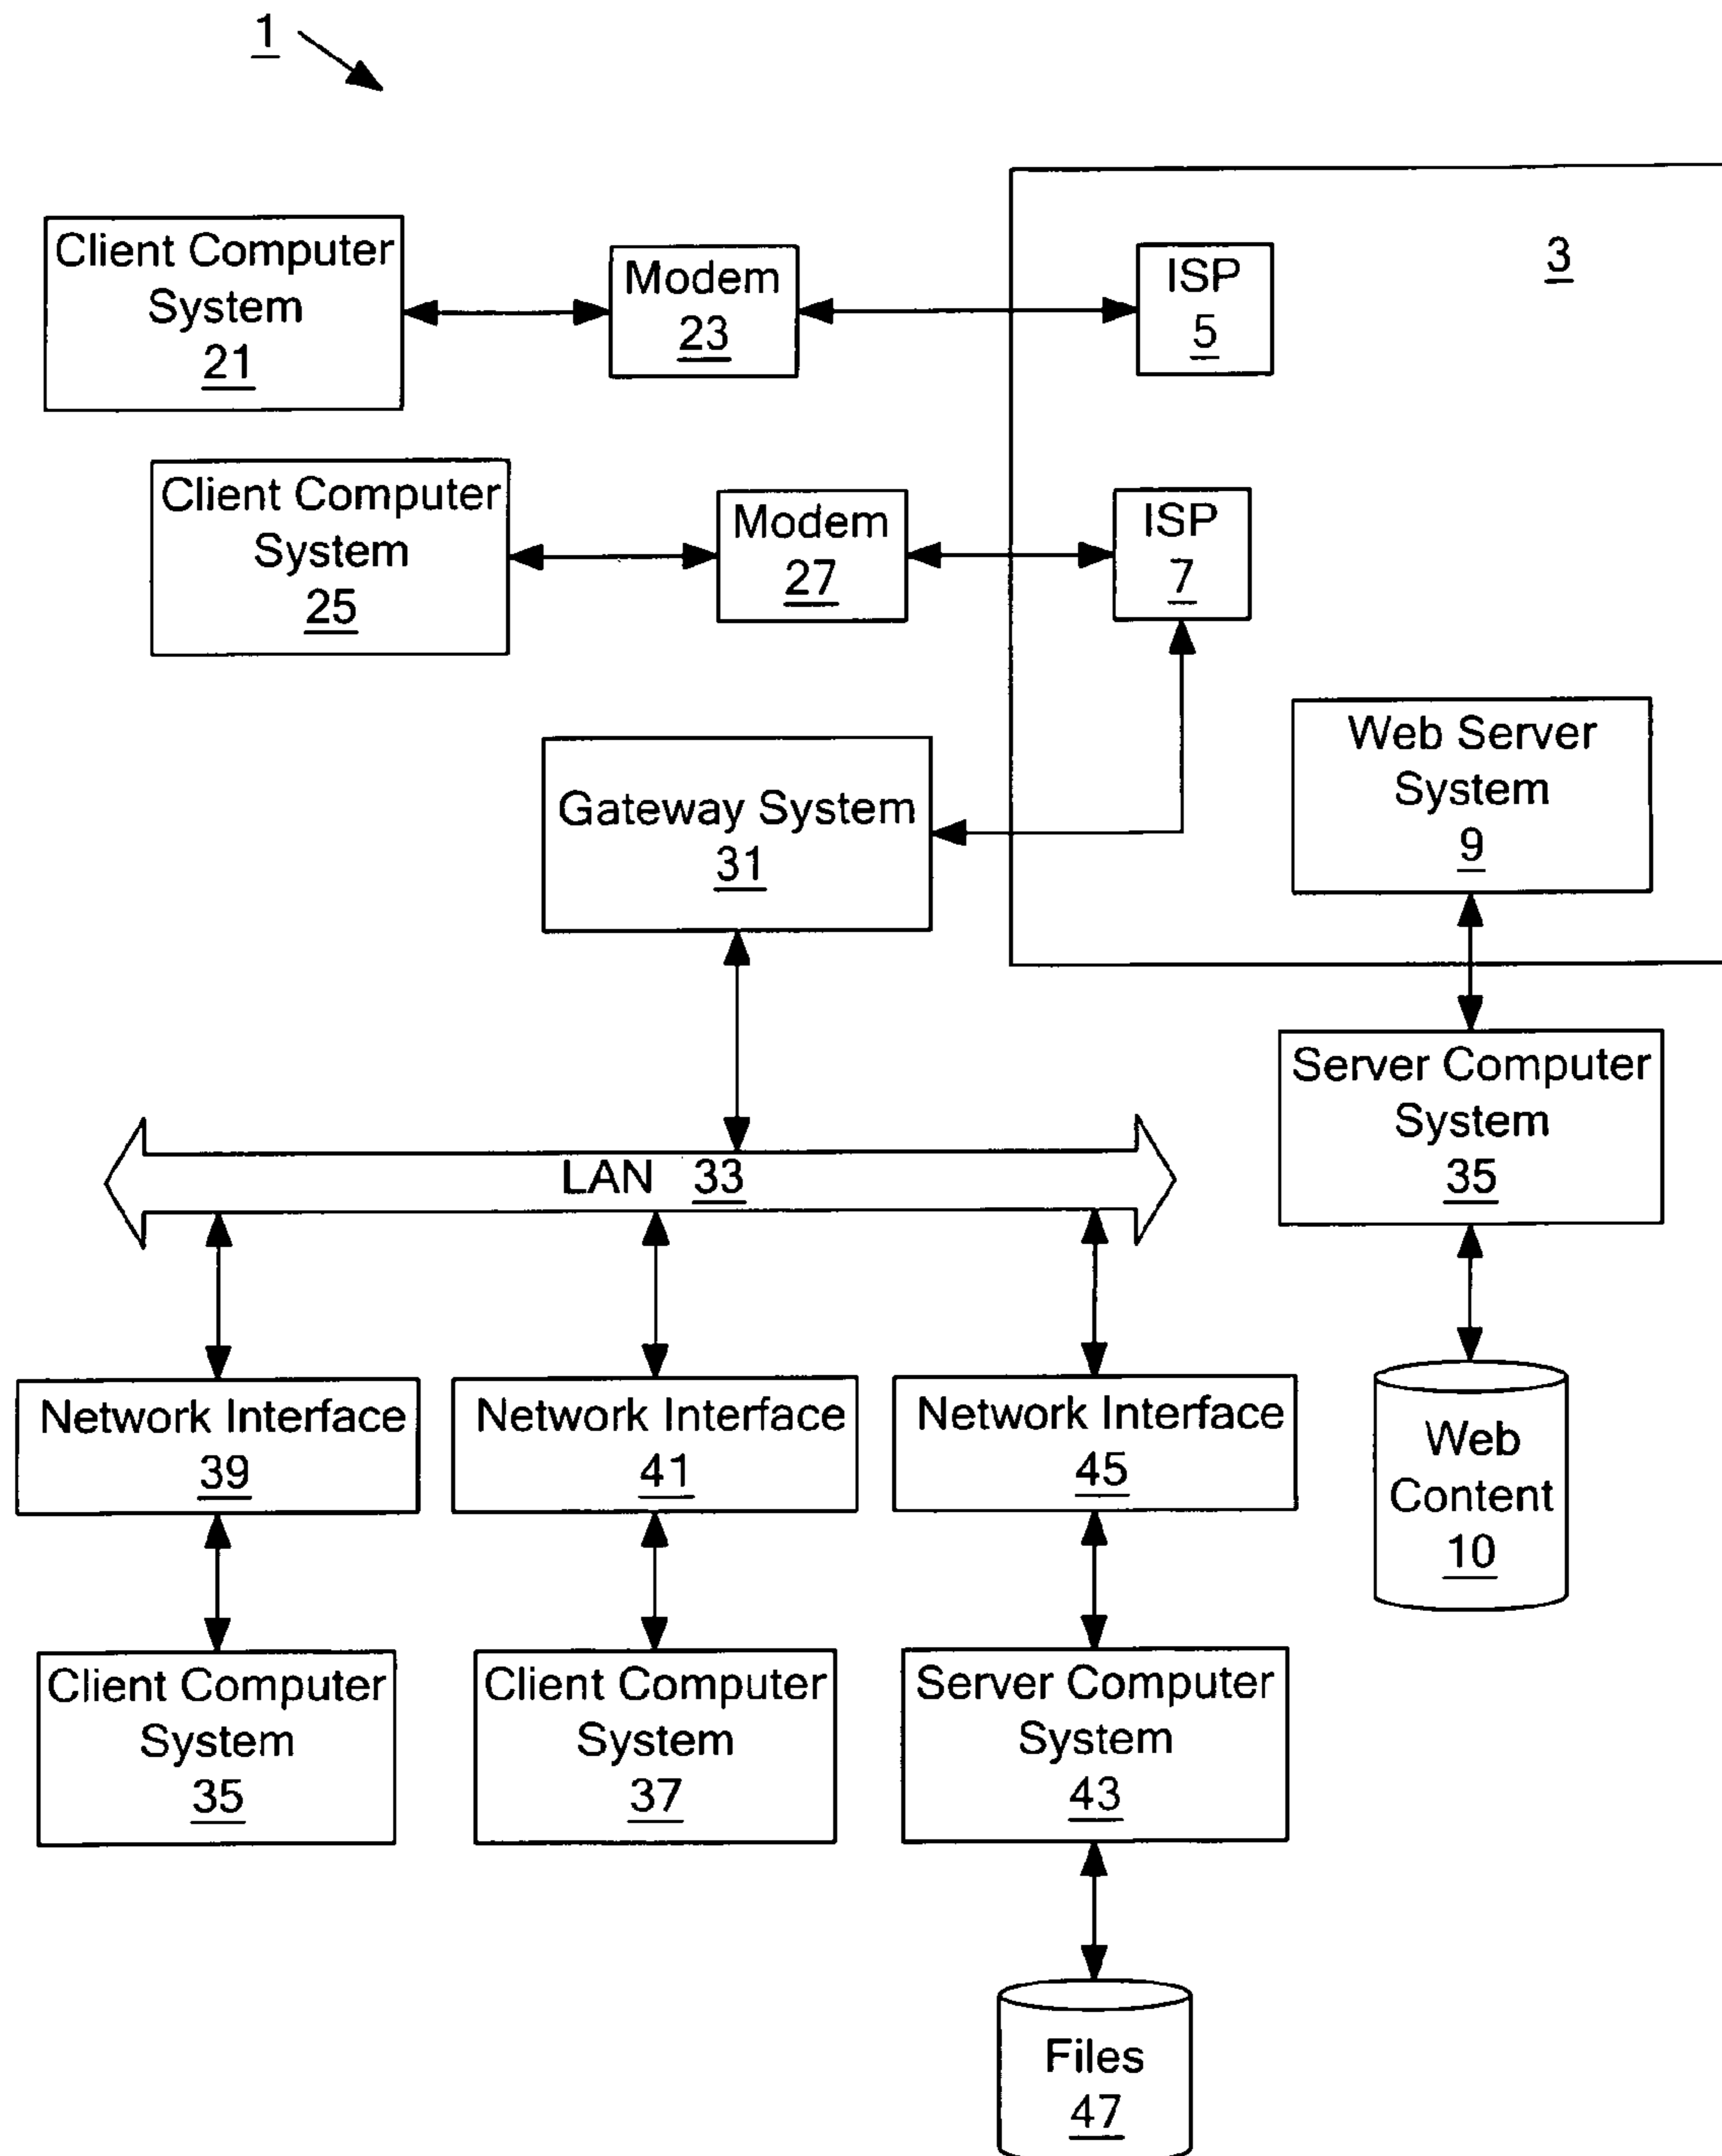 1
3
Client Computer
System
21
Modem
23
ISP
5
Client Computer
System
25
Modem
27
ISP
7
Web Server
System
9
Gateway System
31
Server Computer
System
35
LAN 33
Network Interface
39
Network Interface
41
Network Interface
45
Web
Content
10
Client Computer
System
35
Client Computer
System
37
Server Computer
System
43
Files
47